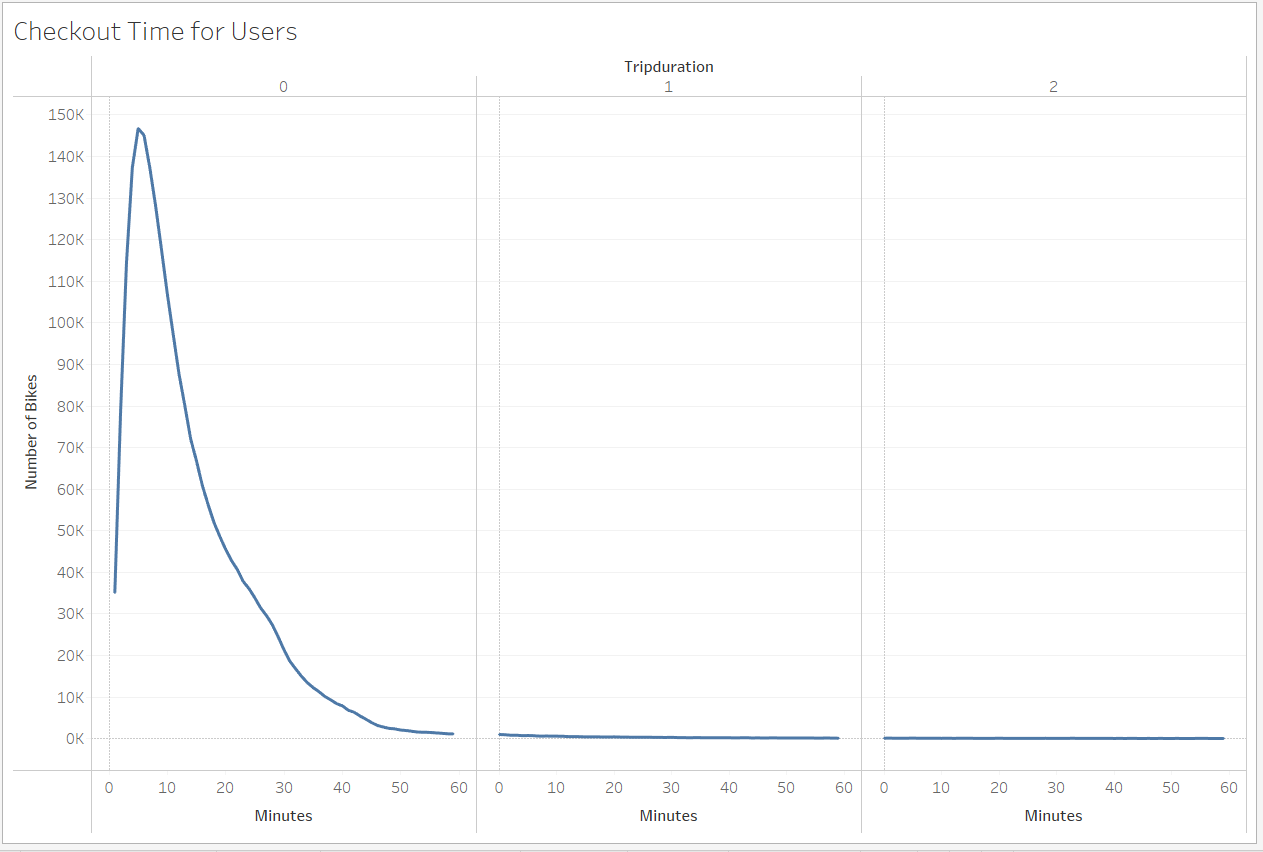 Checkout Time for Users
Tripduration
0 1 2
150K
140K
130K
120K
110K
100K
90K
80K
70K
60K
50K
40K
30K
20K
10K
0K
Number of Bikes
0 10 20 30 40 50 60 0 10 20 30 40 50 60 0 10 20 30 40 50 60
Minutes Minutes Minutes